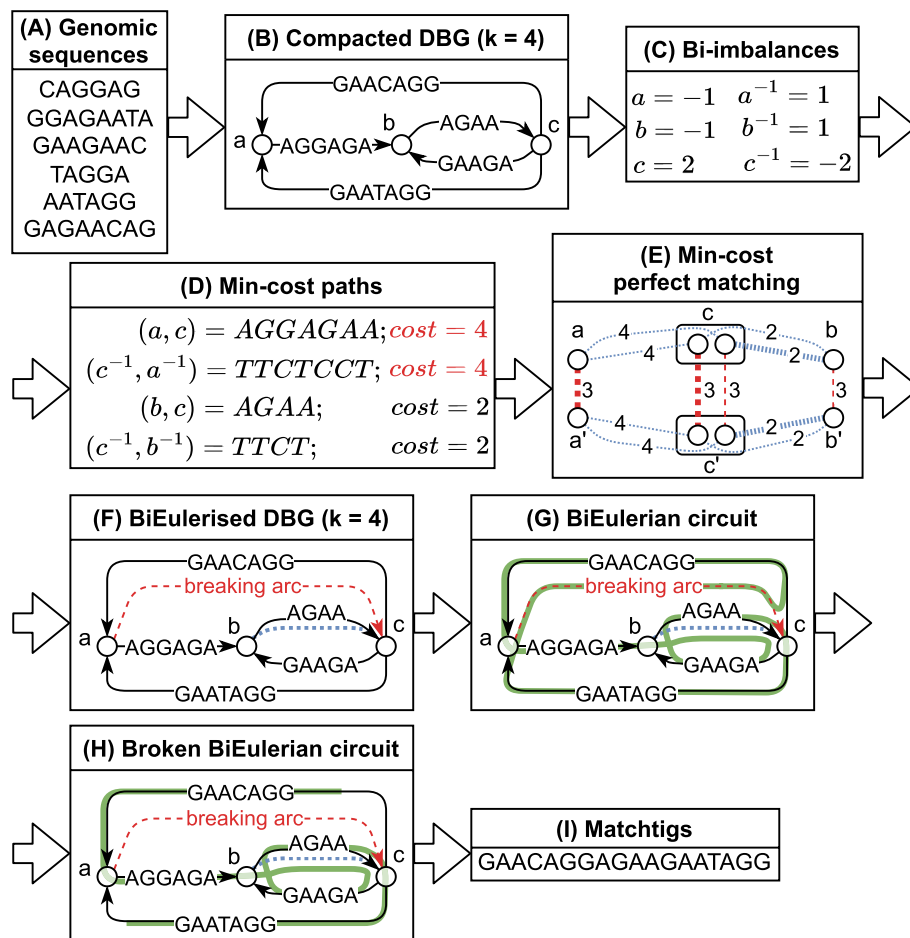 (A) Genomic
sequences
CAGGAG
GGAGAATA
GAAGAAC
TAGGA
AATAGG
GAGAACAG
(B) Compacted DBG (k = 4)
GAACAGG
a
b
c
AGGAGA
AGAA
GAAGA
GAATAGG
(C) Bi-imbalances
a = −1 a⁻¹ = 1
b = −1 b⁻¹ = 1
c = 2 c⁻¹ = −2
(D) Min-cost paths
(a, c) = AGGAGAA; cost = 4
(c⁻¹, a⁻¹) = TTCTCCT; cost = 4
(b, c) = AGAA; cost = 2
(c⁻¹, b⁻¹) = TTCT; cost = 2
(E) Min-cost
perfect matching
a c b
4 2
4 2
3 3 3 3
4 2
4 2
a' c' b'
(F) BiEulerised DBG (k = 4)
GAACAGG
breaking arc
a
b
c
AGGAGA
AGAA
GAAGA
GAATAGG
(G) BiEulerian circuit
GAACAGG
breaking arc
a
b
c
AGGAGA
AGAA
GAAGA
GAATAGG
(H) Broken BiEulerian circuit
GAACAGG
breaking arc
a
b
c
AGGAGA
AGAA
GAAGA
GAATAGG
(I) Matchtigs
GAACAGGAGAAGAATAGG